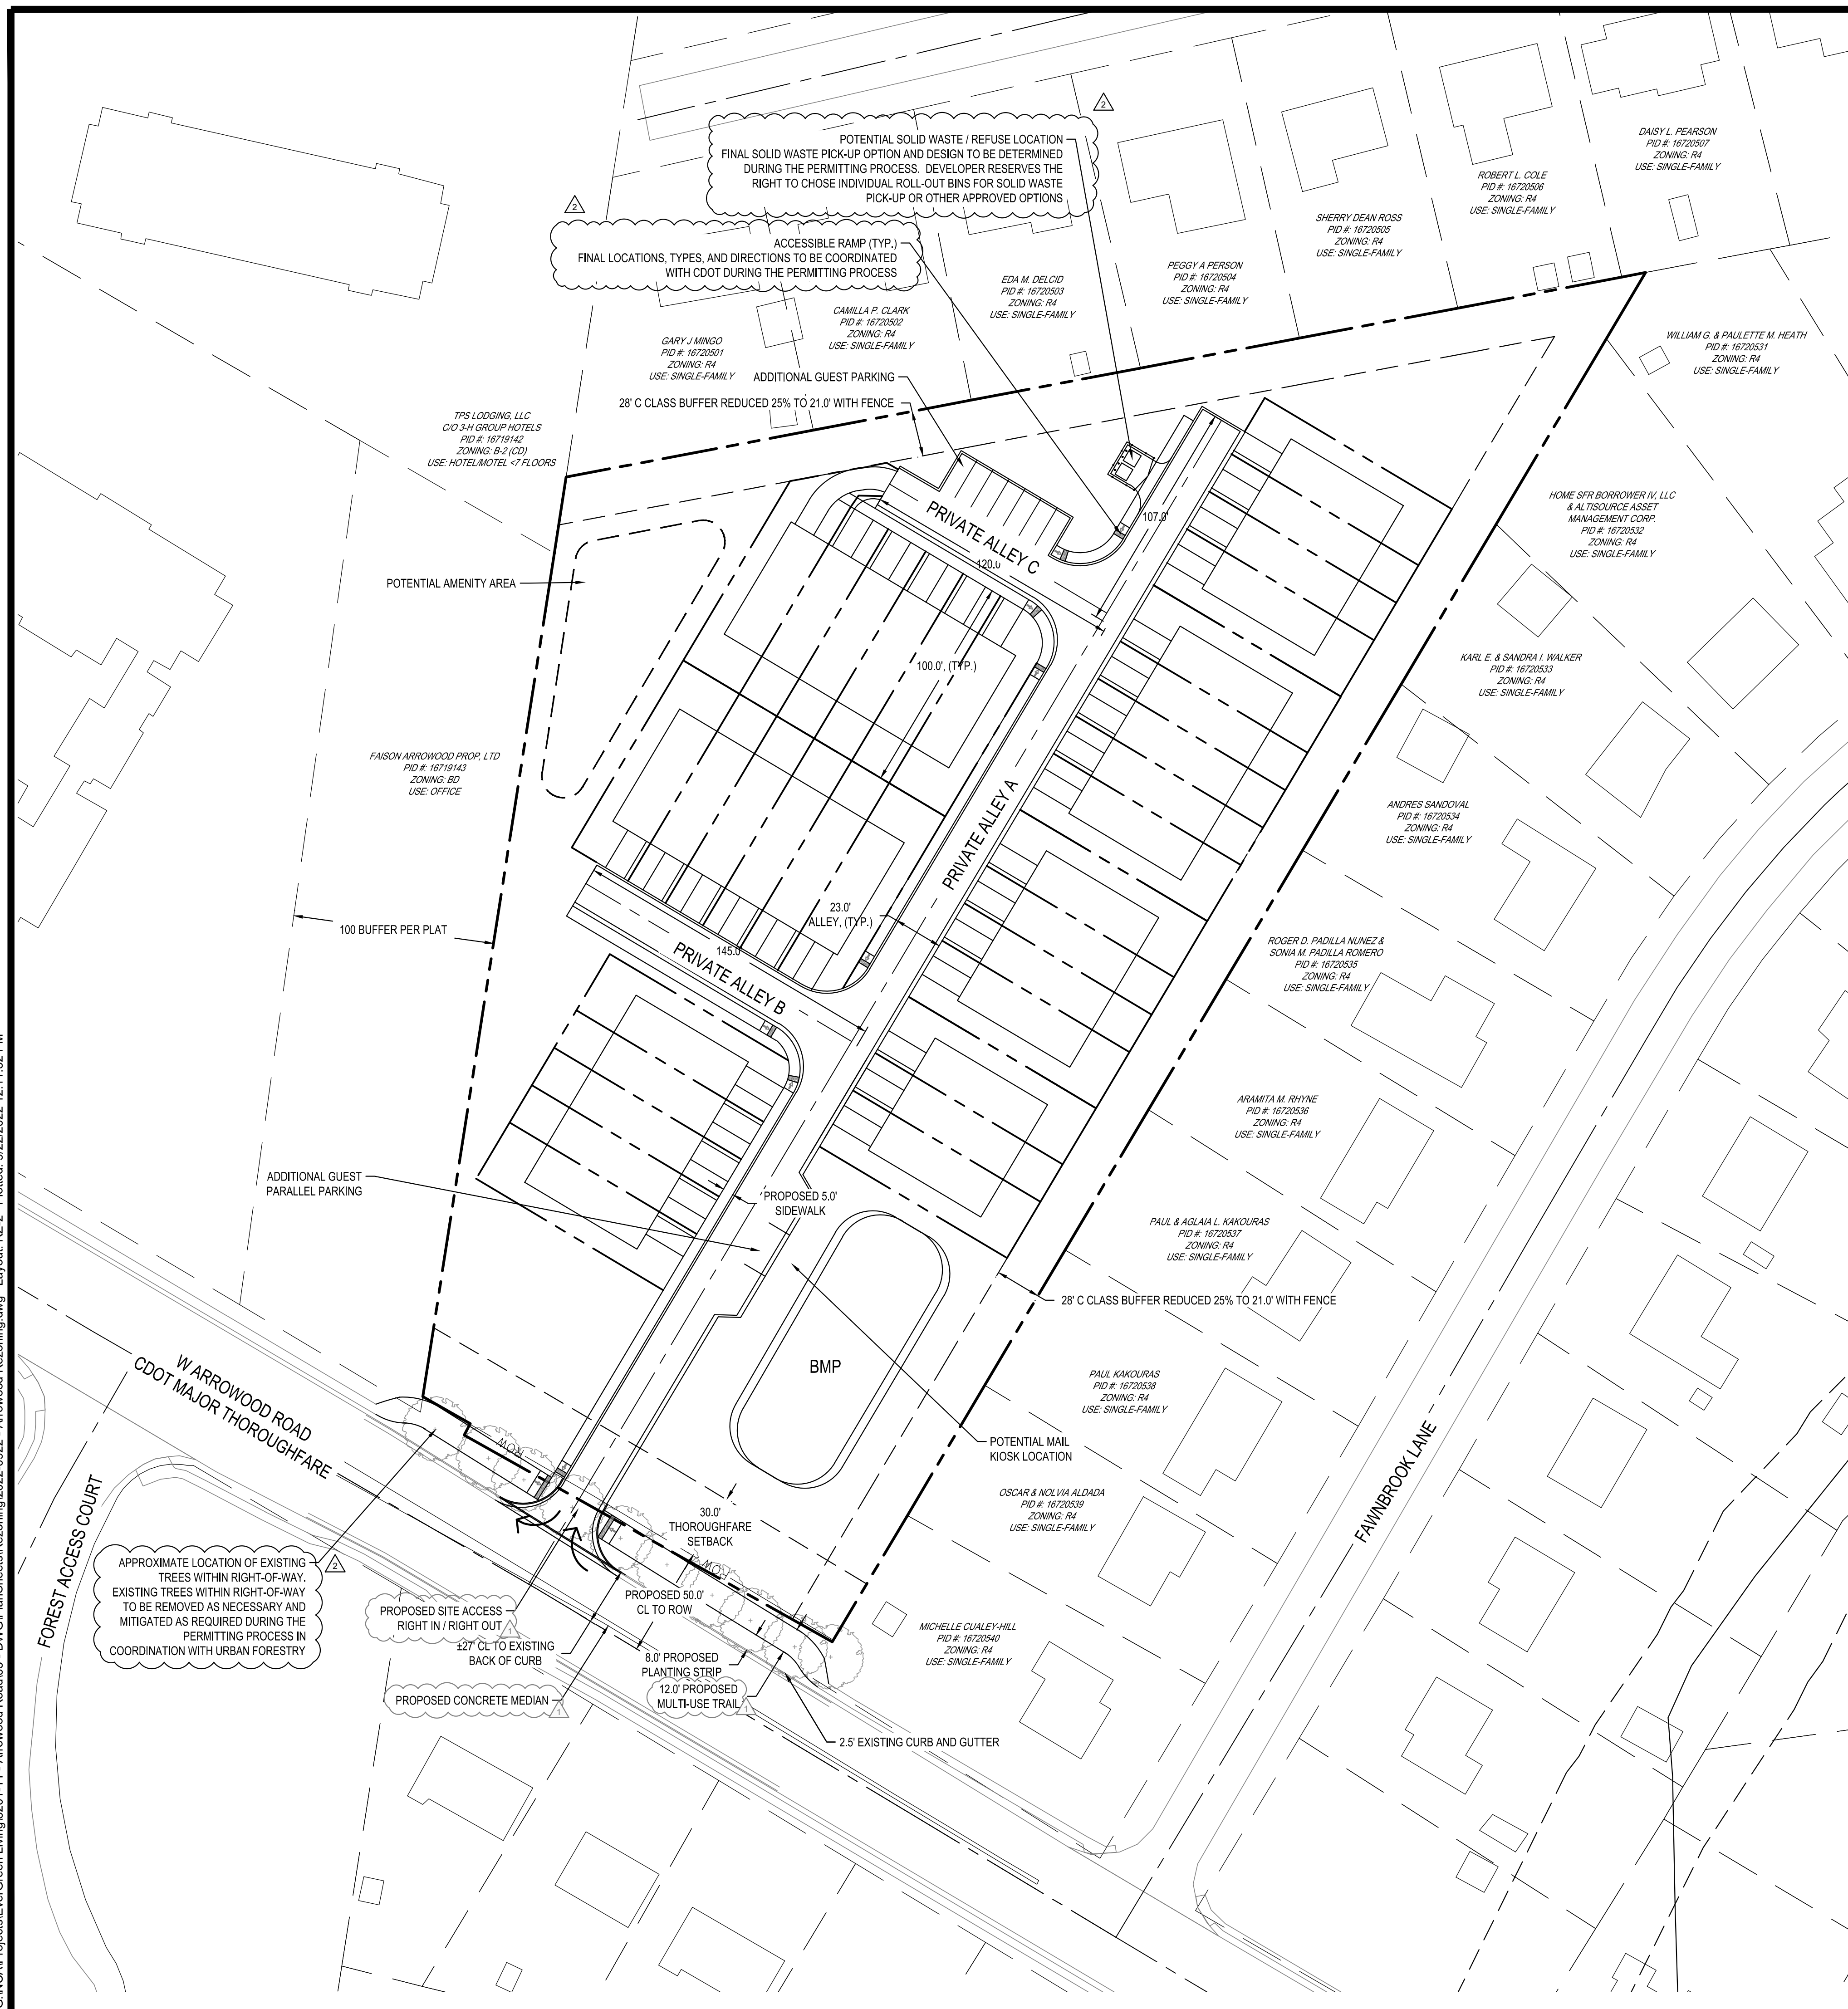 2
POTENTIAL SOLID WASTE / REFUSE LOCATION
FINAL SOLID WASTE PICK-UP OPTION AND DESIGN TO BE DETERMINED
DURING THE PERMITTING PROCESS. DEVELOPER RESERVES THE
RIGHT TO CHOSE INDIVIDUAL ROLL-OUT BINS FOR SOLID WASTE
PICK-UP OR OTHER APPROVED OPTIONS
2
ACCESSIBLE RAMP (TYP.)
FINAL LOCATIONS, TYPES, AND DIRECTIONS TO BE COORDINATED
WITH CDOT DURING THE PERMITTING PROCESS
DAISY L. PEARSON
PID #: 16720507
ZONING: R4
USE: SINGLE-FAMILY
ROBERT L. COLE
PID #: 16720506
ZONING: R4
USE: SINGLE-FAMILY
SHERRY DEAN ROSS
PID #: 16720505
ZONING: R4
USE: SINGLE-FAMILY
PEGGY A PERSON
PID #: 16720504
ZONING: R4
USE: SINGLE-FAMILY
EDA M. DELCID
PID #: 16720503
ZONING: R4
USE: SINGLE-FAMILY
CAMILLA P. CLARK
PID #: 16720502
ZONING: R4
USE: SINGLE-FAMILY
GARY J MINGO
PID #: 16720501
ZONING: R4
USE: SINGLE-FAMILY
WILLIAM G. & PAULETTE M. HEATH
PID #: 16720531
ZONING: R4
USE: SINGLE-FAMILY
ADDITIONAL GUEST PARKING
28' C CLASS BUFFER REDUCED 25% TO 21.0' WITH FENCE
TPS LODGING, LLC
C/O 3-H GROUP HOTELS
PID #: 16719142
ZONING: B-2 (CD)
USE: HOTEL/MOTEL <7 FLOORS
HOME SFR BORROWER IV, LLC
& ALTISOURCE ASSET
MANAGEMENT CORP.
PID #: 16720532
ZONING: R4
USE: SINGLE-FAMILY
PRIVATE ALLEY C
107.0'
120.0'
POTENTIAL AMENITY AREA
100.0', (TYP.)
KARL E. & SANDRA I. WALKER
PID #: 16720533
ZONING: R4
USE: SINGLE-FAMILY
FAISON ARROWOOD PROP, LTD
PID #: 16719143
ZONING: BD
USE: OFFICE
PRIVATE ALLEY A
ANDRES SANDOVAL
PID #: 16720534
ZONING: R4
USE: SINGLE-FAMILY
100 BUFFER PER PLAT
23.0'
ALLEY, (TYP.)
145.0'
PRIVATE ALLEY B
ROGER D. PADILLA NUNEZ &
SONIA M. PADILLA ROMERO
PID #: 16720535
ZONING: R4
USE: SINGLE-FAMILY
ARAMITA M. RHYNE
PID #: 16720536
ZONING: R4
USE: SINGLE-FAMILY
ADDITIONAL GUEST
PARALLEL PARKING
PROPOSED 5.0'
SIDEWALK
PAUL & AGLAIA L. KAKOURAS
PID #: 16720537
ZONING: R4
USE: SINGLE-FAMILY
28' C CLASS BUFFER REDUCED 25% TO 21.0' WITH FENCE
BMP
W ARROWOOD ROAD
CDOT MAJOR THOROUGHFARE
PAUL KAKOURAS
PID #: 16720538
ZONING: R4
USE: SINGLE-FAMILY
POTENTIAL MAIL
KIOSK LOCATION
ROW
OSCAR & NOLVIA ALDADA
PID #: 16720539
ZONING: R4
USE: SINGLE-FAMILY
FAWNBROOK LANE
30.0'
THOROUGHFARE
SETBACK
ROW
FOREST ACCESS COURT
APPROXIMATE LOCATION OF EXISTING
TREES WITHIN RIGHT-OF-WAY.
EXISTING TREES WITHIN RIGHT-OF-WAY
TO BE REMOVED AS NECESSARY AND
MITIGATED AS REQUIRED DURING THE
PERMITTING PROCESS IN
COORDINATION WITH URBAN FORESTRY
2
PROPOSED SITE ACCESS
RIGHT IN / RIGHT OUT
1
PROPOSED 50.0'
CL TO ROW
±27' CL TO EXISTING
BACK OF CURB
MICHELLE CUALEY-HILL
PID #: 16720540
ZONING: R4
USE: SINGLE-FAMILY
8.0' PROPOSED
PLANTING STRIP
12.0' PROPOSED
MULTI-USE TRAIL
1
PROPOSED CONCRETE MEDIAN
1
2.5' EXISTING CURB AND GUTTER